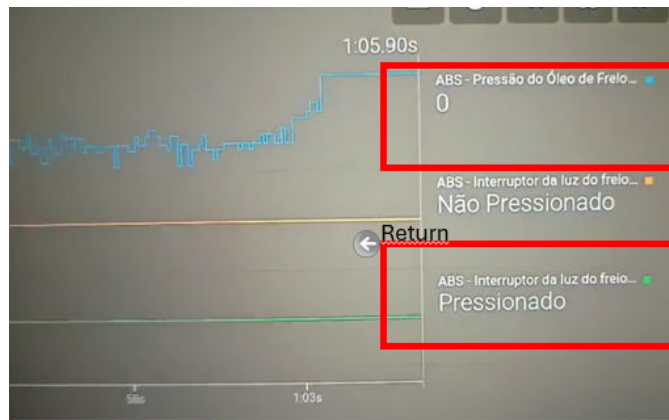 1:05.90s
ABS - Pressão do Óleo de Freio...
0
ABS - Interruptor da luz do freio...
Não Pressionado
Return
ABS - Interruptor da luz do freio...
Pressionado
56s
1:03s